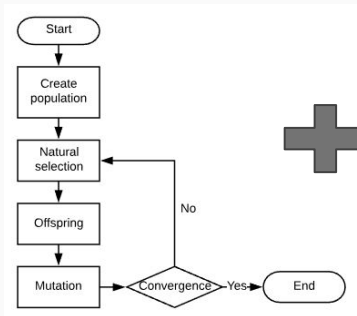 Start
Create
population
Natural
selection
Offspring
Mutation
Convergence
No
Yes
End